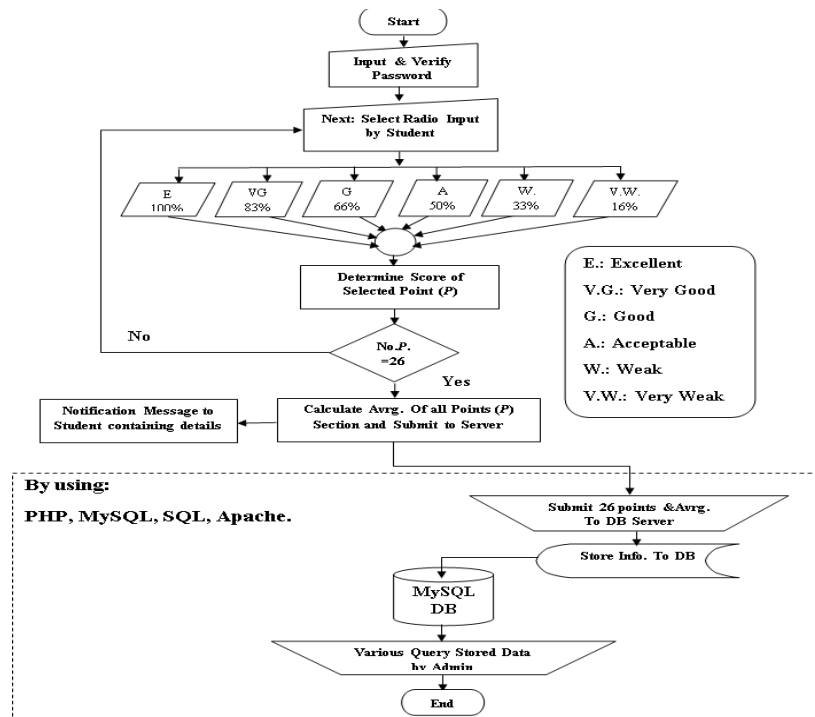 Start
Input & Verify
Password
Next: Select Radio Input
by Student
E
100%
VG
83%
G
66%
A
50%
W.
33%
V.W.
16%
Determine Score of
Selected Point (P)
E.: Excellent
V.G.: Very Good
G.: Good
A.: Acceptable
W.: Weak
V.W.: Very Weak
No
No.P.
=26
Yes
Notification Message to
Student containing details
Calculate Avrg. Of all Points (P)
Section and Submit to Server
By using:
PHP, MySQL, SQL, Apache.
Submit 26 points &Avrg.
To DB Server
Store Info. To DB
MySQL
DB
Various Query Stored Data
by Admin
End